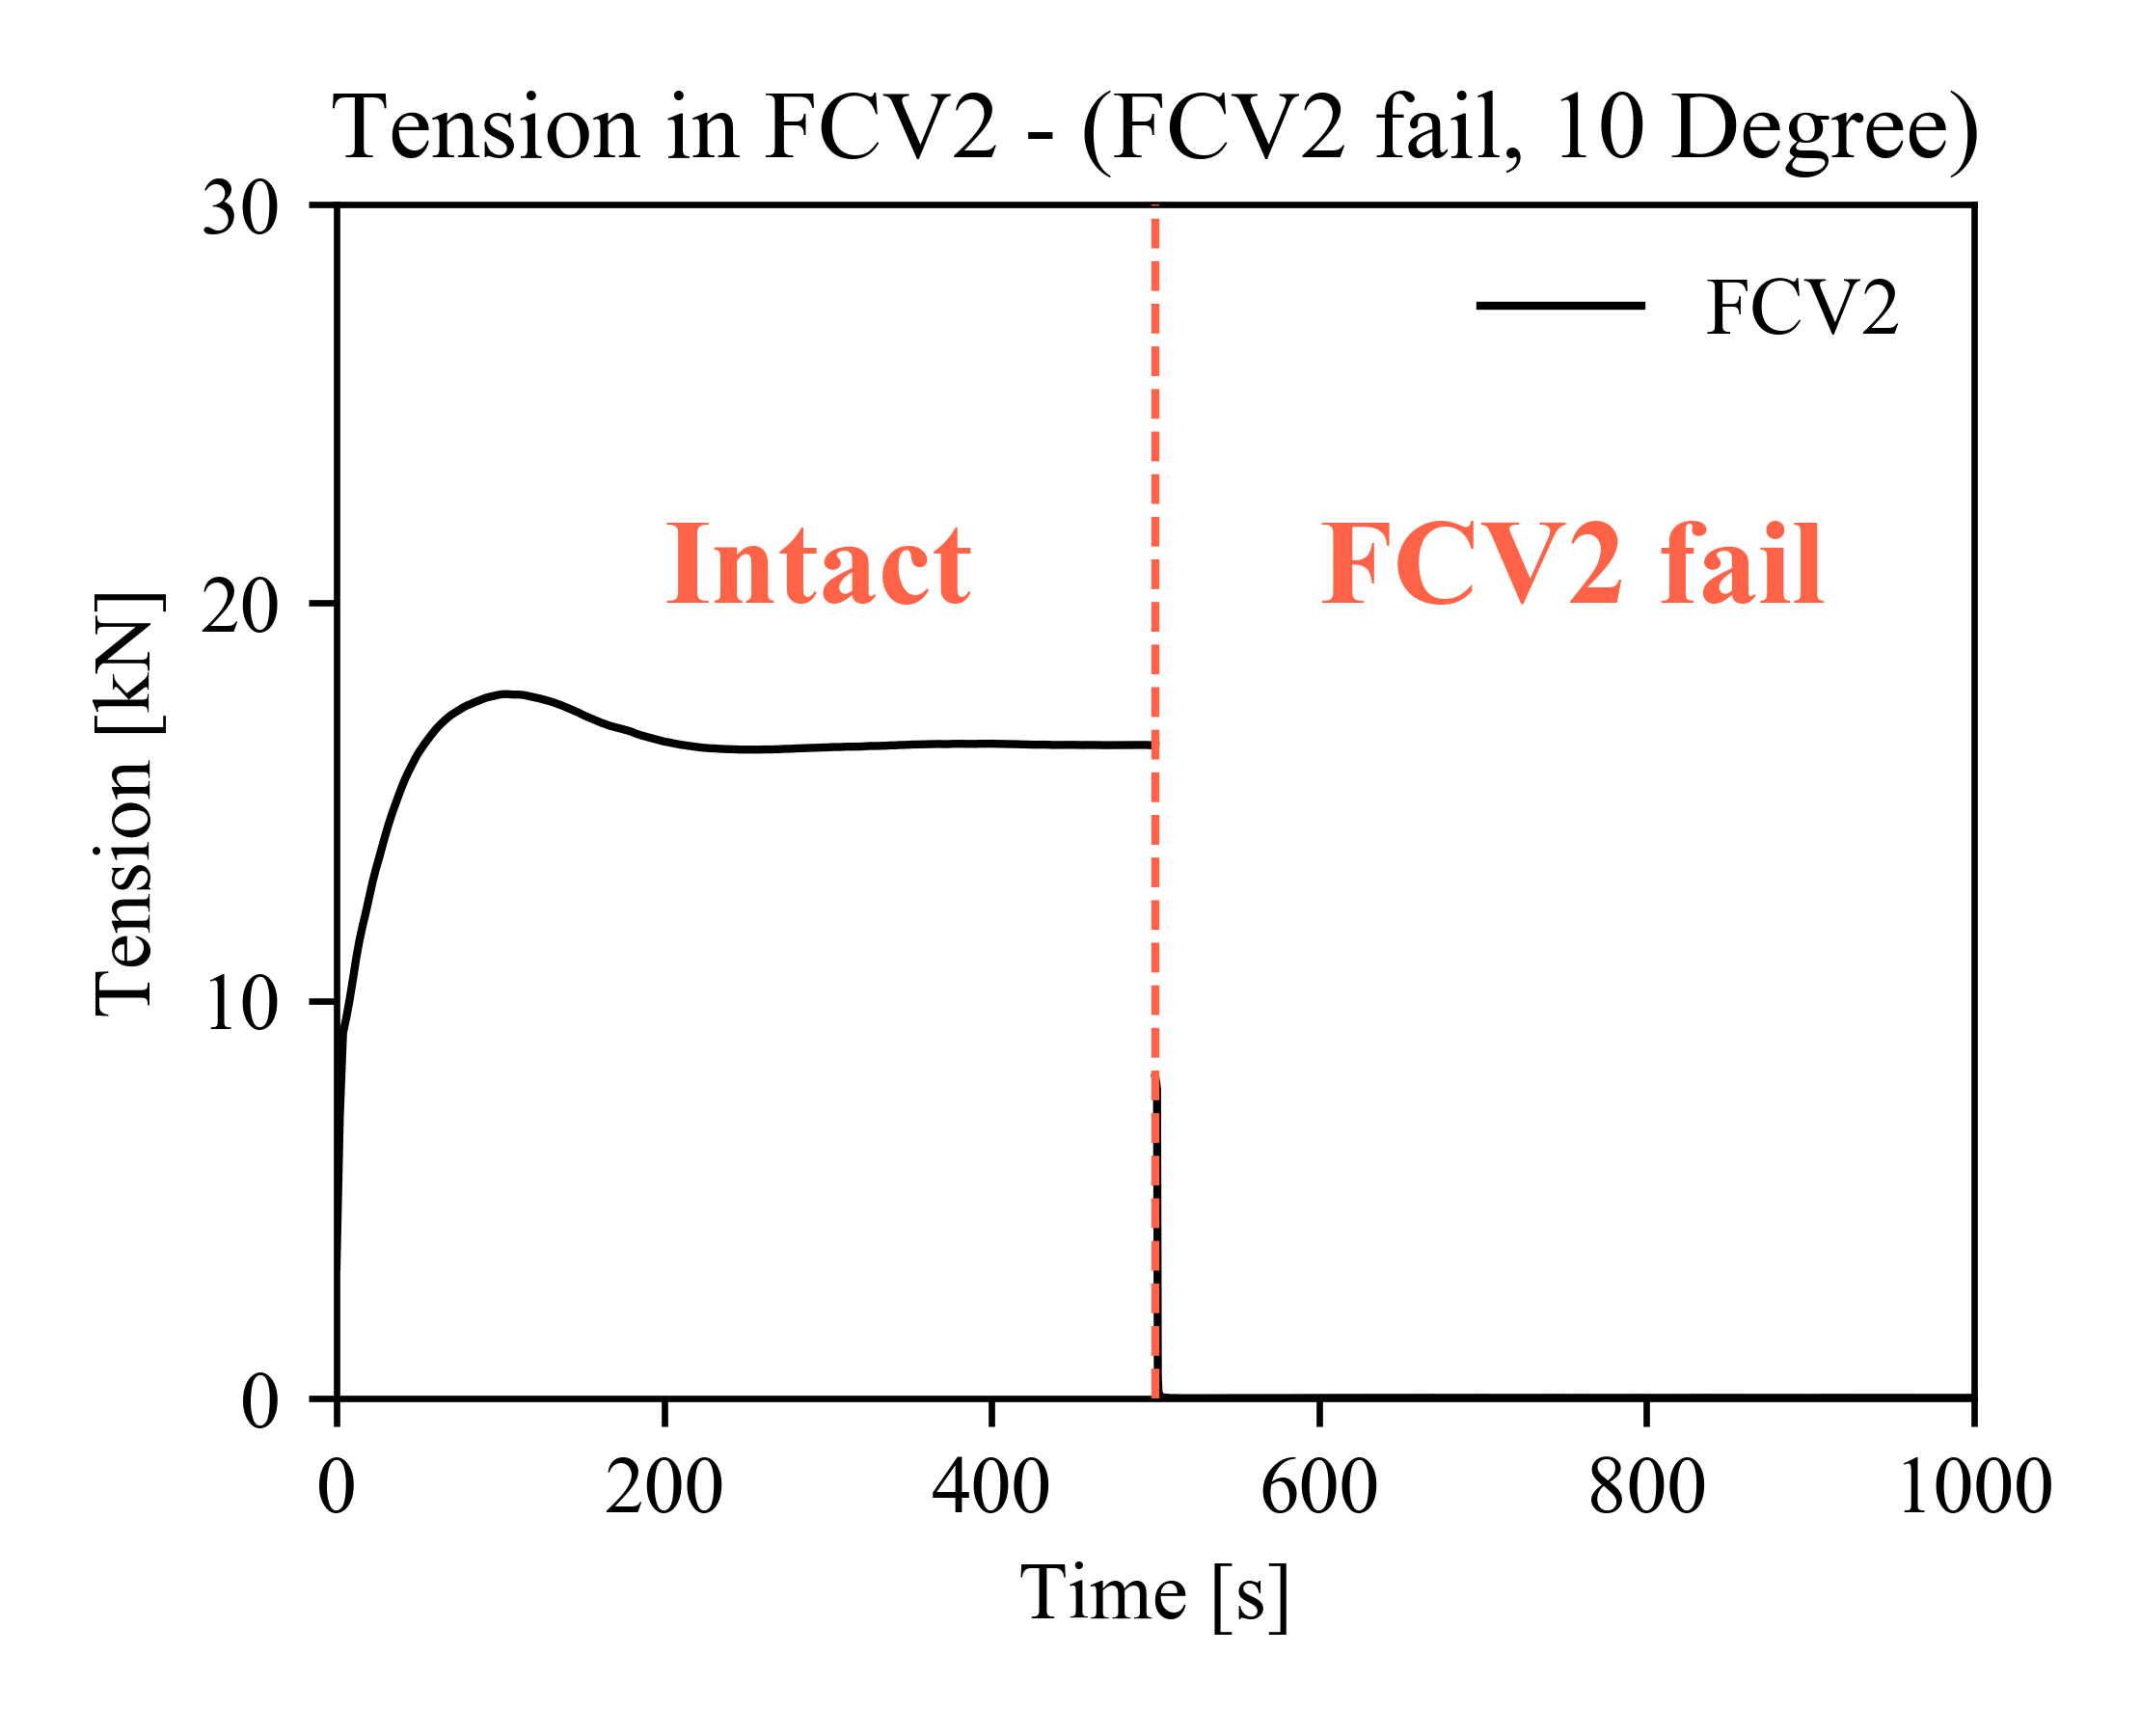 Tension in FCV2 - (FCV2 fail, 10 Degree)
30
FCV2
Intact
FCV2 fail
20
Tension [kN]
10
0
0 200 400 600 800 1000
Time [s]